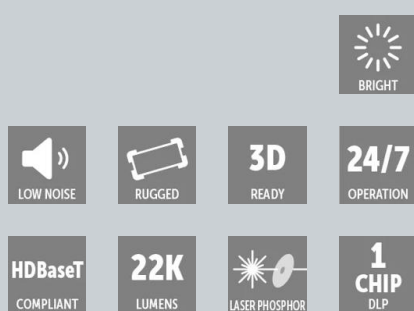 BRIGHT
LOW NOISE
RUGGED
3D
READY
24/7
OPERATION
HDBaseT
COMPLIANT
22K
LUMENS
LASER PHOSPHOR
1
CHIP
DLP